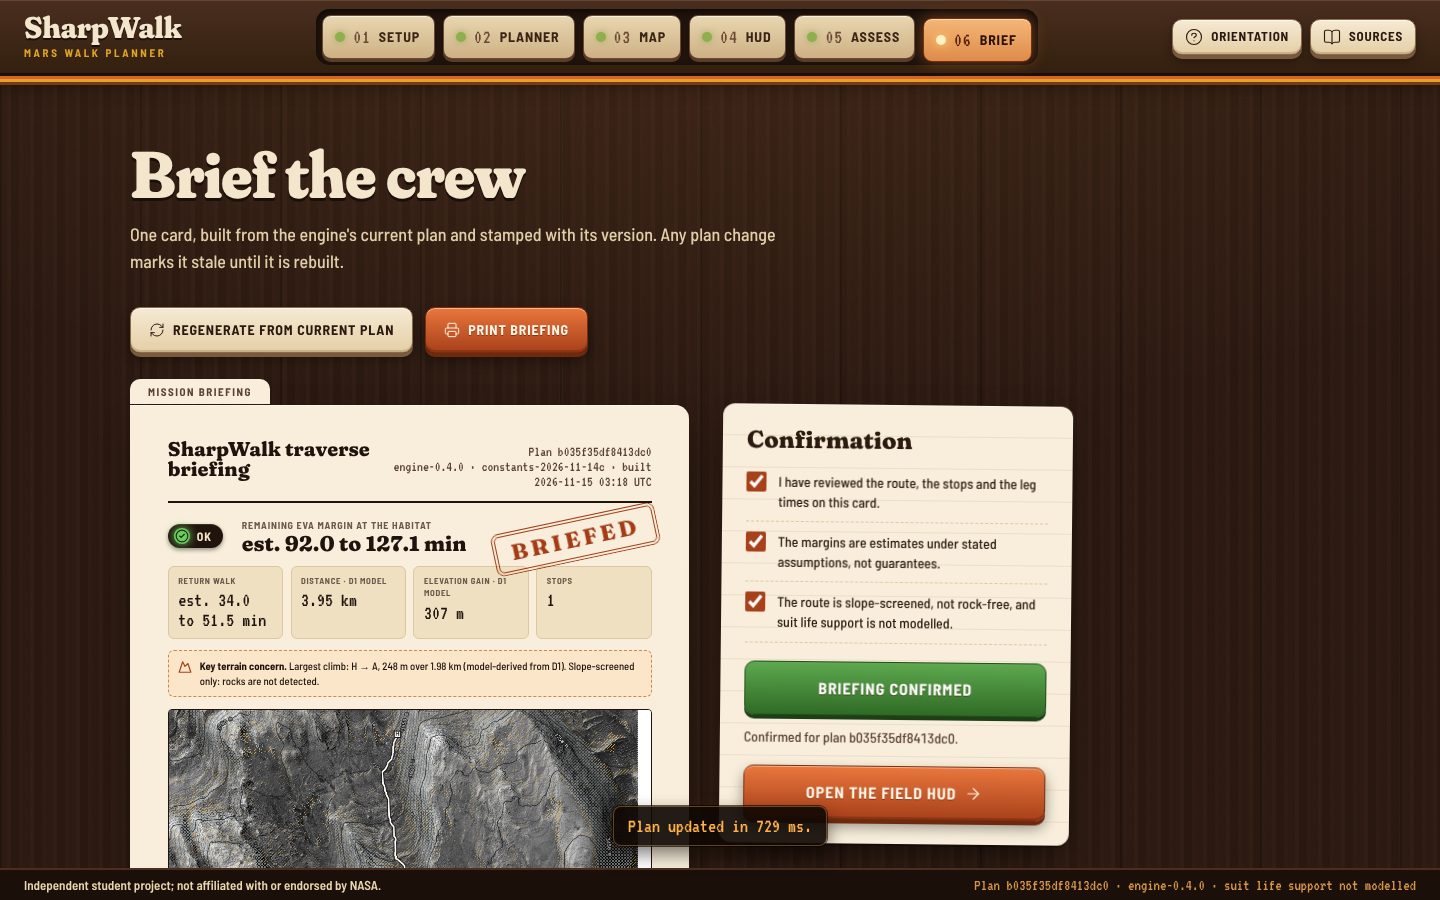 SharpWalk
MARS WALK PLANNER
01 SETUP
02 PLANNER
03 MAP
04 HUD
05 ASSESS
06 BRIEF
ORIENTATION
SOURCES
Brief the crew
One card, built from the engine's current plan and stamped with its version. Any plan change
marks it stale until it is rebuilt.
REGENERATE FROM CURRENT PLAN
PRINT BRIEFING
MISSION BRIEFING
SharpWalk traverse
briefing
Plan b035f35df8413dc0
engine-0.4.0 · constants-2026-11-14c · built
2026-11-15 03:18 UTC
OK
REMAINING EVA MARGIN AT THE HABITAT
est. 92.0 to 127.1 min
BRIEFED
RETURN WALK
est. 34.0
to 51.5 min
DISTANCE · D1 MODEL
3.95 km
ELEVATION GAIN · D1
MODEL
307 m
STOPS
1
Key terrain concern. Largest climb: H → A, 248 m over 1.98 km (model-derived from D1). Slope-screened
only: rocks are not detected.
Confirmation
I have reviewed the route, the stops and the leg
times on this card.
The margins are estimates under stated
assumptions, not guarantees.
The route is slope-screened, not rock-free, and
suit life support is not modelled.
BRIEFING CONFIRMED
Confirmed for plan b035f35df8413dc0.
OPEN THE FIELD HUD →
Plan updated in 729 ms.
Independent student project; not affiliated with or endorsed by NASA.
Plan b035f35df8413dc0 · engine-0.4.0 · suit life support not modelled